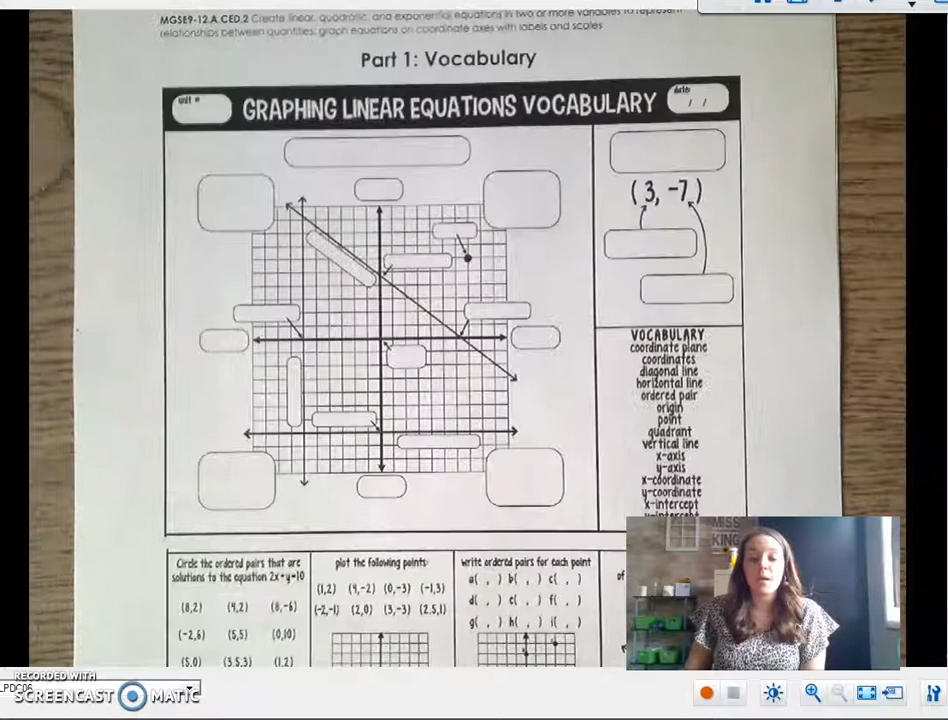 MGSE9-12.A.CED.2 Create linear, quadratic, and exponential equations in two or more variables to represent
relationships between quantities; graph equations on coordinate axes with labels and scales
Part 1: Vocabulary
unit #
GRAPHING LINEAR EQUATIONS VOCABULARY
date
/ /
(3, -7)
VOCABULARY
coordinate plane
coordinates
diagonal line
horizontal line
ordered pair
origin
point
quadrant
vertical line
x-axis
y-axis
x-coordinate
y-coordinate
x-intercept
y-intercept
MISS
KING
Circle the ordered pairs that are
solutions to the equation 2x+y=10
(8,2) (4,2) (8,-6)
(-2,6) (5,5) (0,10)
(5,0) (3.5,3) (1,2)
plot the following points:
(1,2) (4,-2) (0,-3) (-1,3)
(-2,-1) (2,0) (3,-3) (2.5,1)
write ordered pairs for each point
a( , ) b( , ) c( , )
d( , ) e( , ) f( , )
g( , ) h( , ) i( , )
of
RECORDED WITH
SCREENCAST MATIC